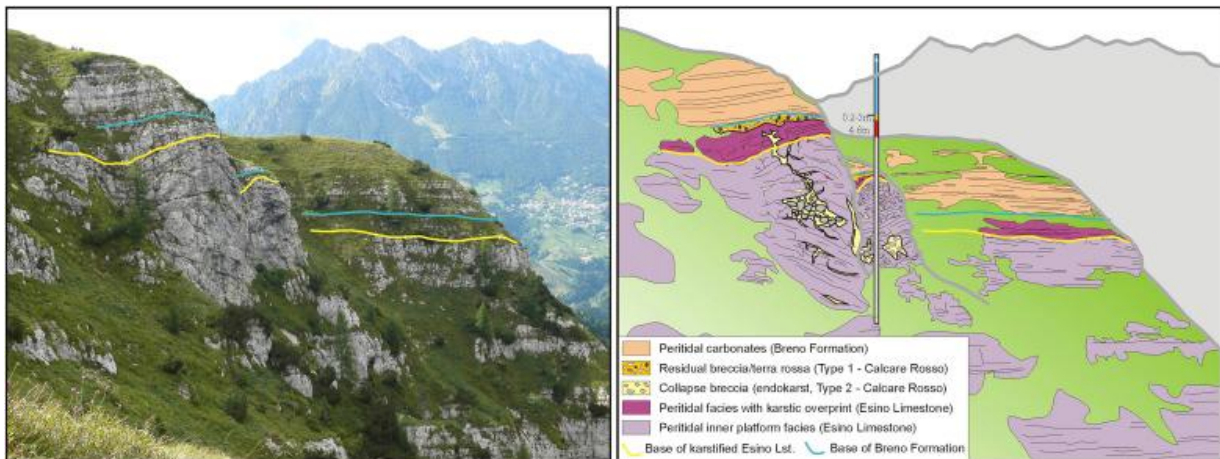 0.2-3m
4-6m
Peritidal carbonates (Breno Formation)
Residual breccia/terra rossa (Type 1 - Calcare Rosso)
Collapse breccia (endokarst, Type 2 - Calcare Rosso)
Peritidal facies with karstic overprint (Esino Limestone)
Peritidal inner platform facies (Esino Limestone)
Base of karstified Esino Lst. Base of Breno Formation